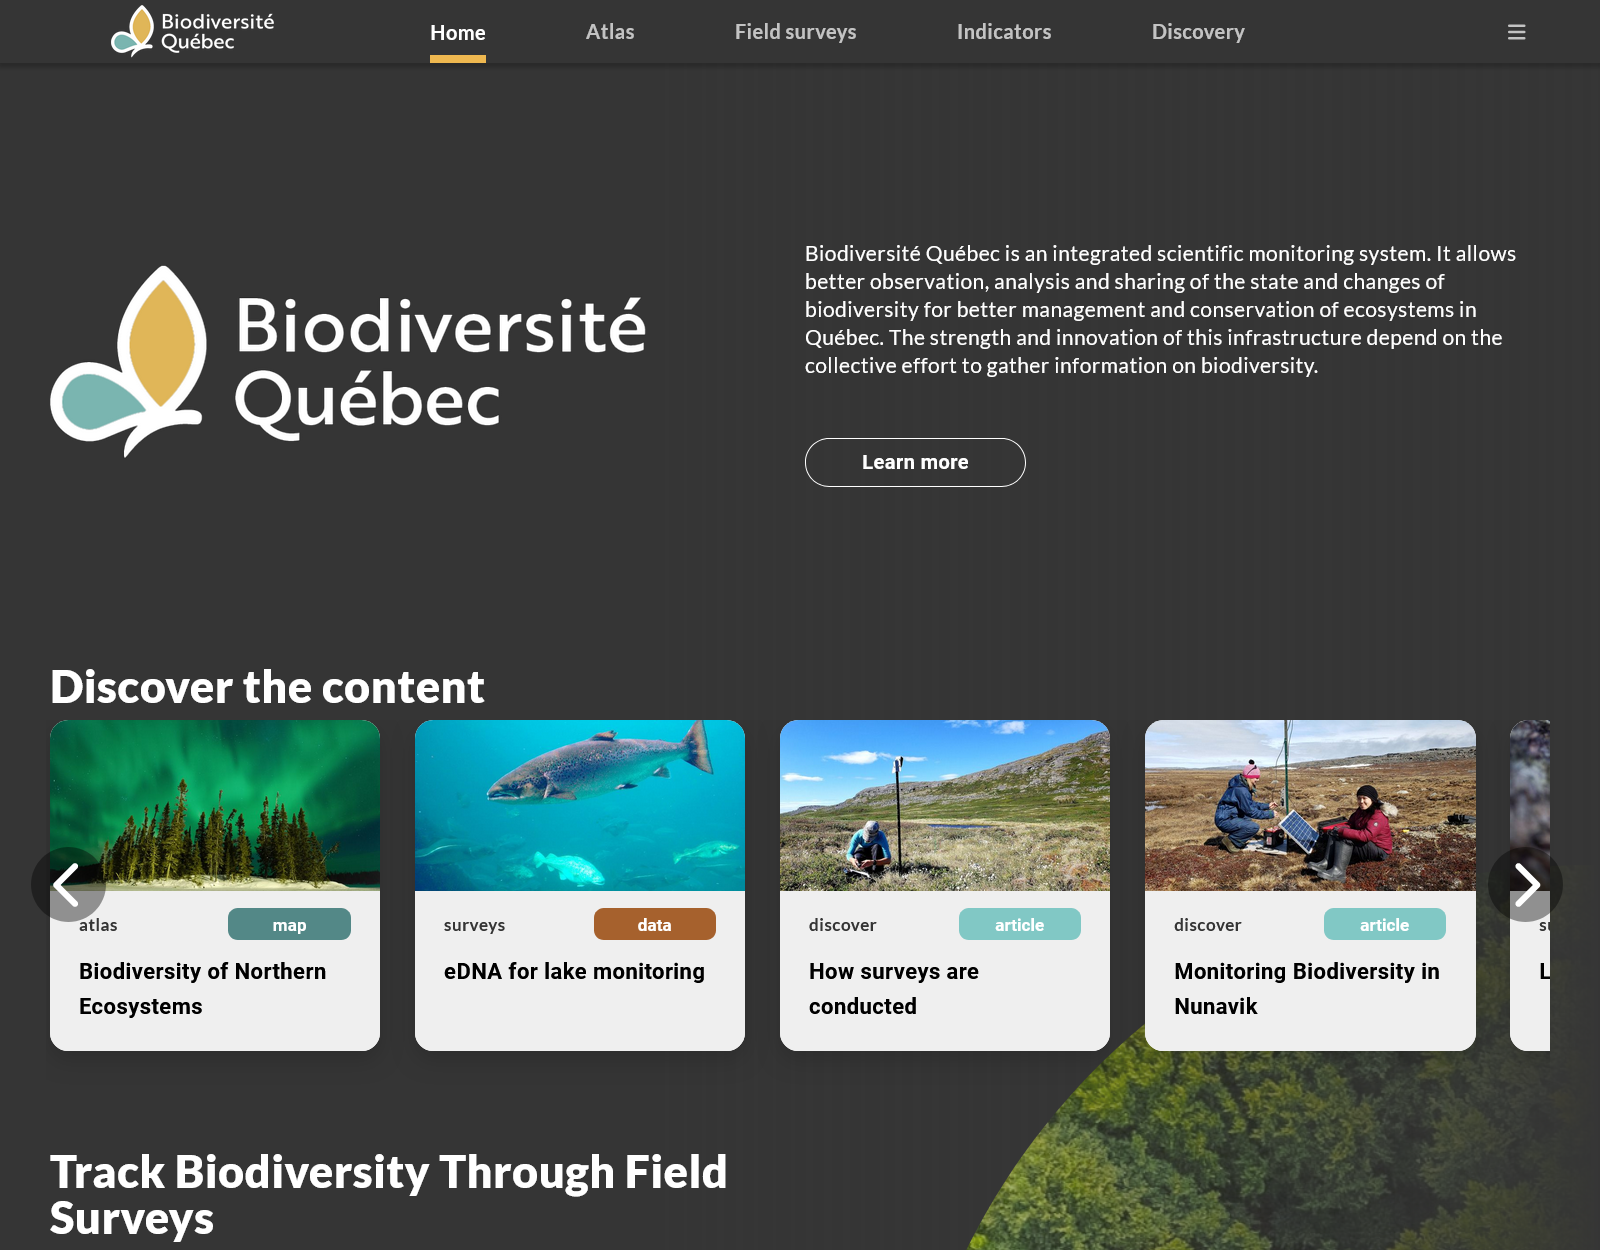 Biodiversité
Québec
Home
Atlas
Field surveys
Indicators
Discovery
Biodiversité
Québec
Biodiversité Québec is an integrated scientific monitoring system. It allows
better observation, analysis and sharing of the state and changes of
biodiversity for better management and conservation of ecosystems in
Québec. The strength and innovation of this infrastructure depend on the
collective effort to gather information on biodiversity.
Learn more
Discover the content
atlas
map
Biodiversity of Northern
Ecosystems
surveys
data
eDNA for lake monitoring
discover
article
How surveys are
conducted
discover
article
Monitoring Biodiversity in
Nunavik
Track Biodiversity Through Field
Surveys